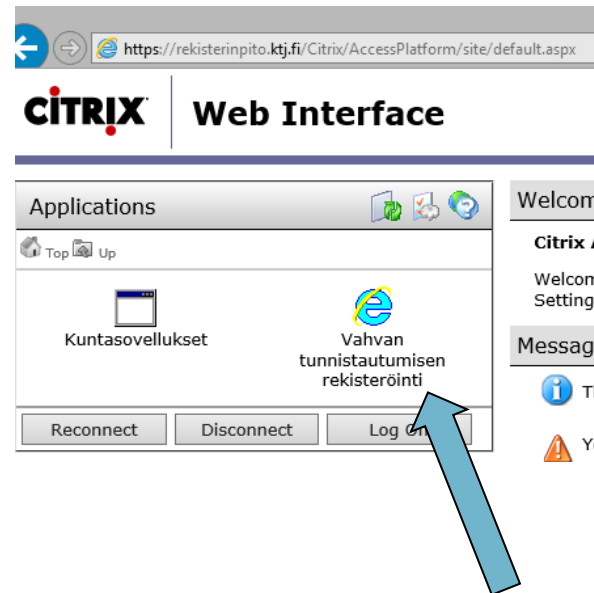 https://rekisterinpito.ktj.fi/Citrix/AccessPlatform/site/default.aspx
CITRIX Web Interface
Applications
Top Up
Kuntasovellukset
Vahvan
tunnistautumisen
rekisteröinti
Reconnect Disconnect Log
Welcom
Citrix
Welcom
Setting
Messag